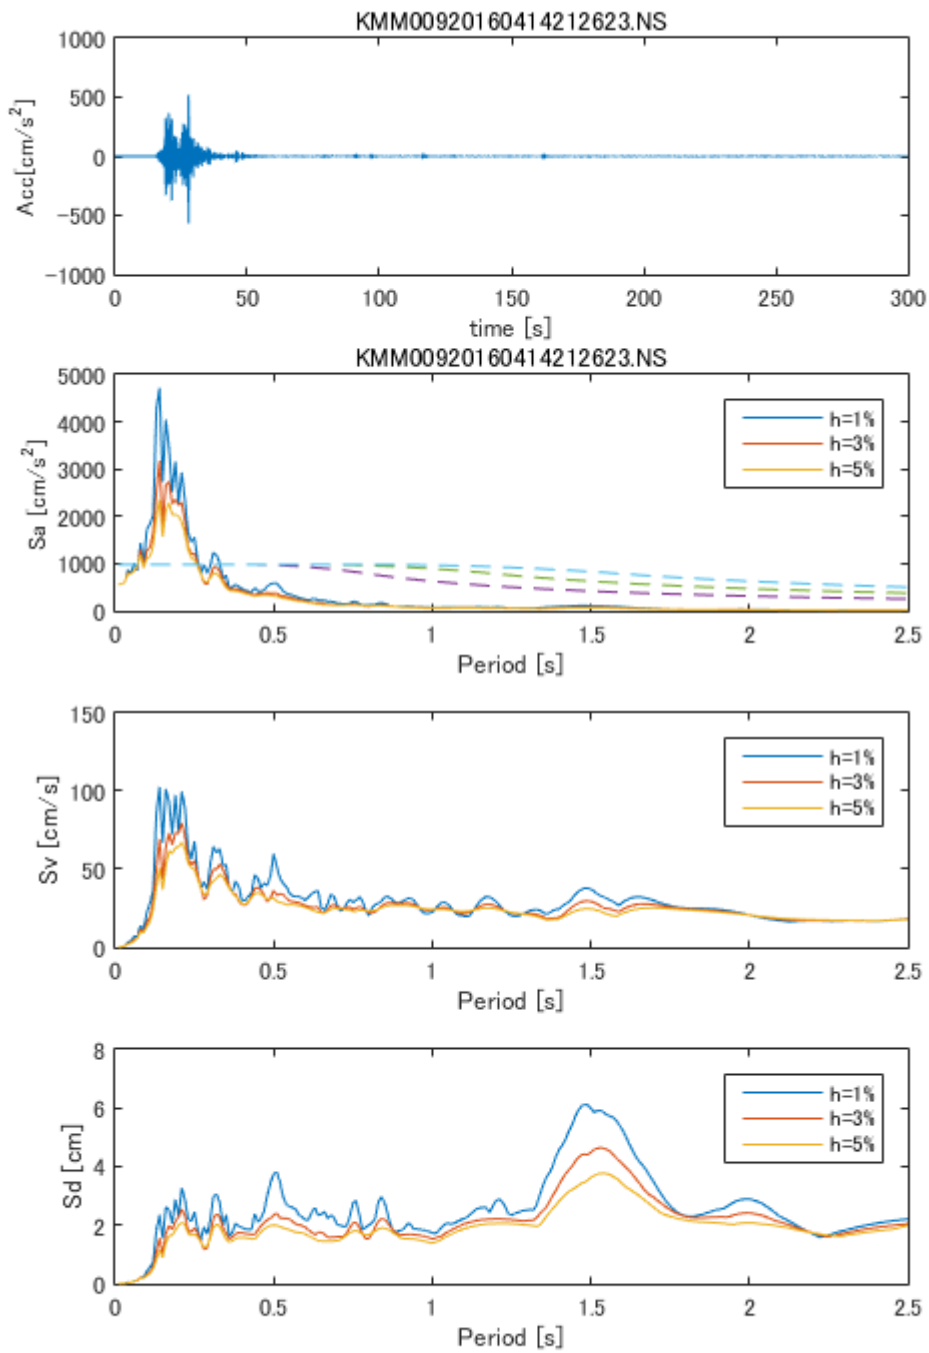 KMM00920160414212623.NS
1000
500
0
-500
-1000
Acc[cm/s²]
0 50 100 150 200 250 300
time [s]
KMM00920160414212623.NS
5000
4000
3000
2000
1000
0
Sa [cm/s²]
h=1%
h=3%
h=5%
0 0.5 1 1.5 2 2.5
Period [s]
150
100
50
0
Sv [cm/s]
h=1%
h=3%
h=5%
0 0.5 1 1.5 2 2.5
Period [s]
8
6
4
2
0
Sd [cm]
h=1%
h=3%
h=5%
0 0.5 1 1.5 2 2.5
Period [s]